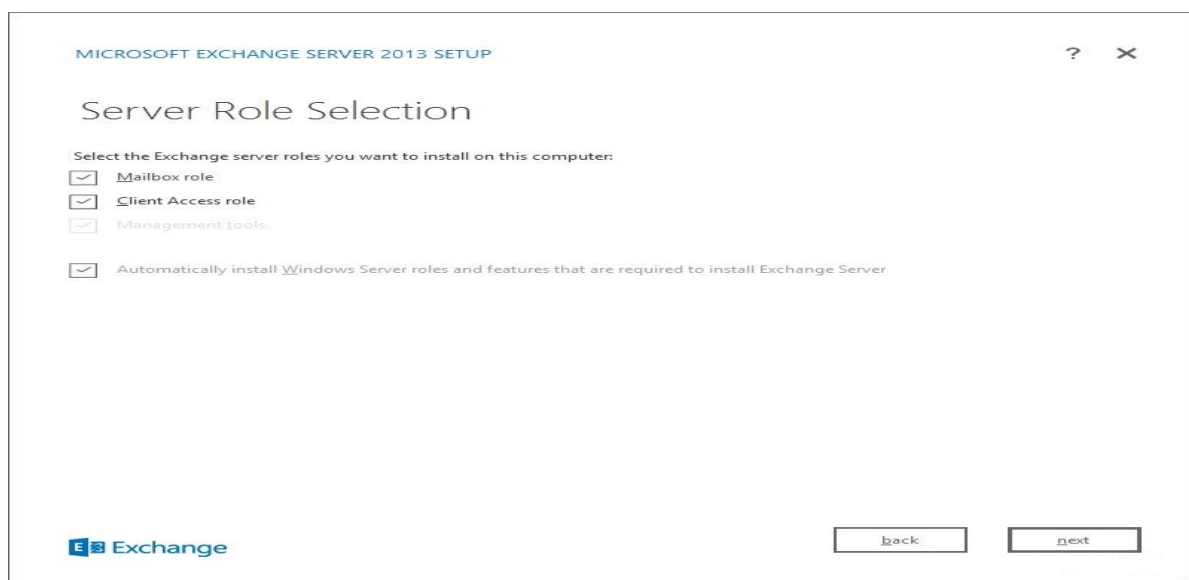 MICROSOFT EXCHANGE SERVER 2013 SETUP
?
Server Role Selection
Select the Exchange server roles you want to install on this computer:
Mailbox role
Client Access role
Management tools
Automatically install Windows Server roles and features that are required to install Exchange Server
E Exchange
back
next